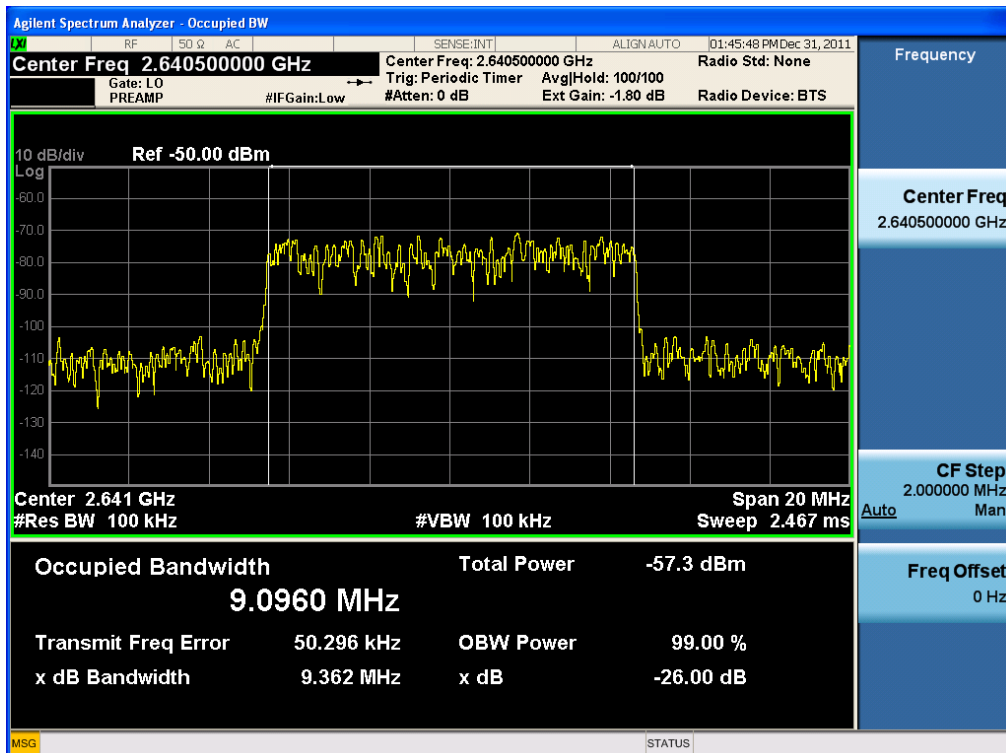 Agilent Spectrum Analyzer - Occupied BW
LXI RF 50 Ω AC SENSE:INT ALIGN AUTO 01:45:48 PM Dec 31, 2011
Center Freq 2.640500000 GHz
Gate: LO
PREAMP
#IFGain:Low
Center Freq: 2.640500000 GHz
Trig: Periodic Timer Avg|Hold: 100/100
#Atten: 0 dB Ext Gain: -1.80 dB
Radio Std: None
Radio Device: BTS
10 dB/div Ref -50.00 dBm
Log
-60.0
-70.0
-80.0
-90.0
-100
-110
-120
-130
-140
Center 2.641 GHz Span 20 MHz
#Res BW 100 kHz #VBW 100 kHz Sweep 2.467 ms
Occupied Bandwidth Total Power -57.3 dBm
9.0960 MHz
Transmit Freq Error 50.296 kHz OBW Power 99.00 %
x dB Bandwidth 9.362 MHz x dB -26.00 dB
Frequency
Center Freq
2.640500000 GHz
CF Step
2.000000 MHz
Auto Man
Freq Offset
0 Hz
MSG STATUS